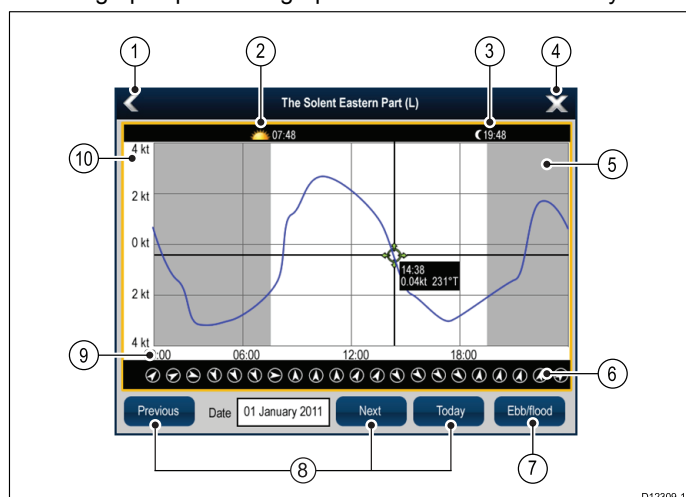 1 2 3 4
The Solent Eastern Part (L)
07:48 19:48
4 kt
10 5
2 kt
0 kt
14:38
0.04kt 231°T
2 kt
4 kt
9 :00 06:00 12:00 18:00
6
Previous Date 01 January 2011 Next Today Ebb/flood
8 7
D12309-1